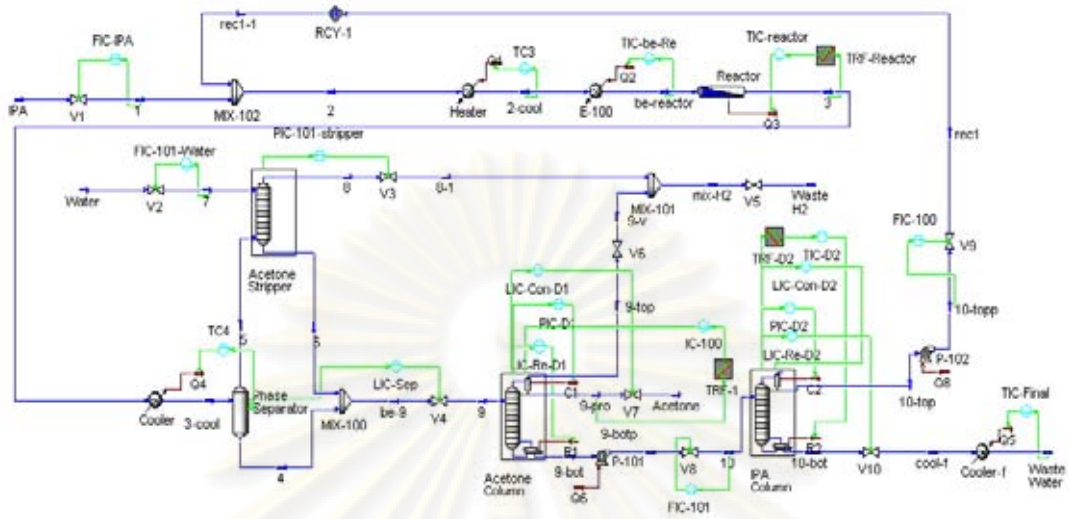 rec1-1
RCY-1
FIC-IPA
TC3
TIC-be-Re
TIC-reactor
TRF-Reactor
Q2
Reactor
IPA
V1
1
MIX-102
2
Heater
2-cool
E-100
be-reactor
3
Q3
PIC-101-stripper
rec1
FIC-101-Water
8
V3
8-1
Water
V2
7
MIX-101
mix-H2
V5
Waste
H2
9-v
FIC-100
V9
V6
TRF-D2
TIC-D2
Acetone
Stripper
LIC-Con-D1
LIC-Con-D2
9-top
10-topp
TC4
5
PIC-D1
IC-100
PIC-D2
LIC-Re-D2
P-102
Q4
LIC-Sep
LIC-Re-D1
TRF-1
Q8
Phase
Separator
C1
C2
10-top
Cooler
3-cool
MIX-100
be-9
V4
9
9-pro
V7
Acetone
TIC-Final
9-botp
Q5
4
9-bot
P-101
V8
10
10-bot
V10
cool-f
Cooler-f
Waste
Water
Acetone
Column
Q6
FIC-101
IPA
Column